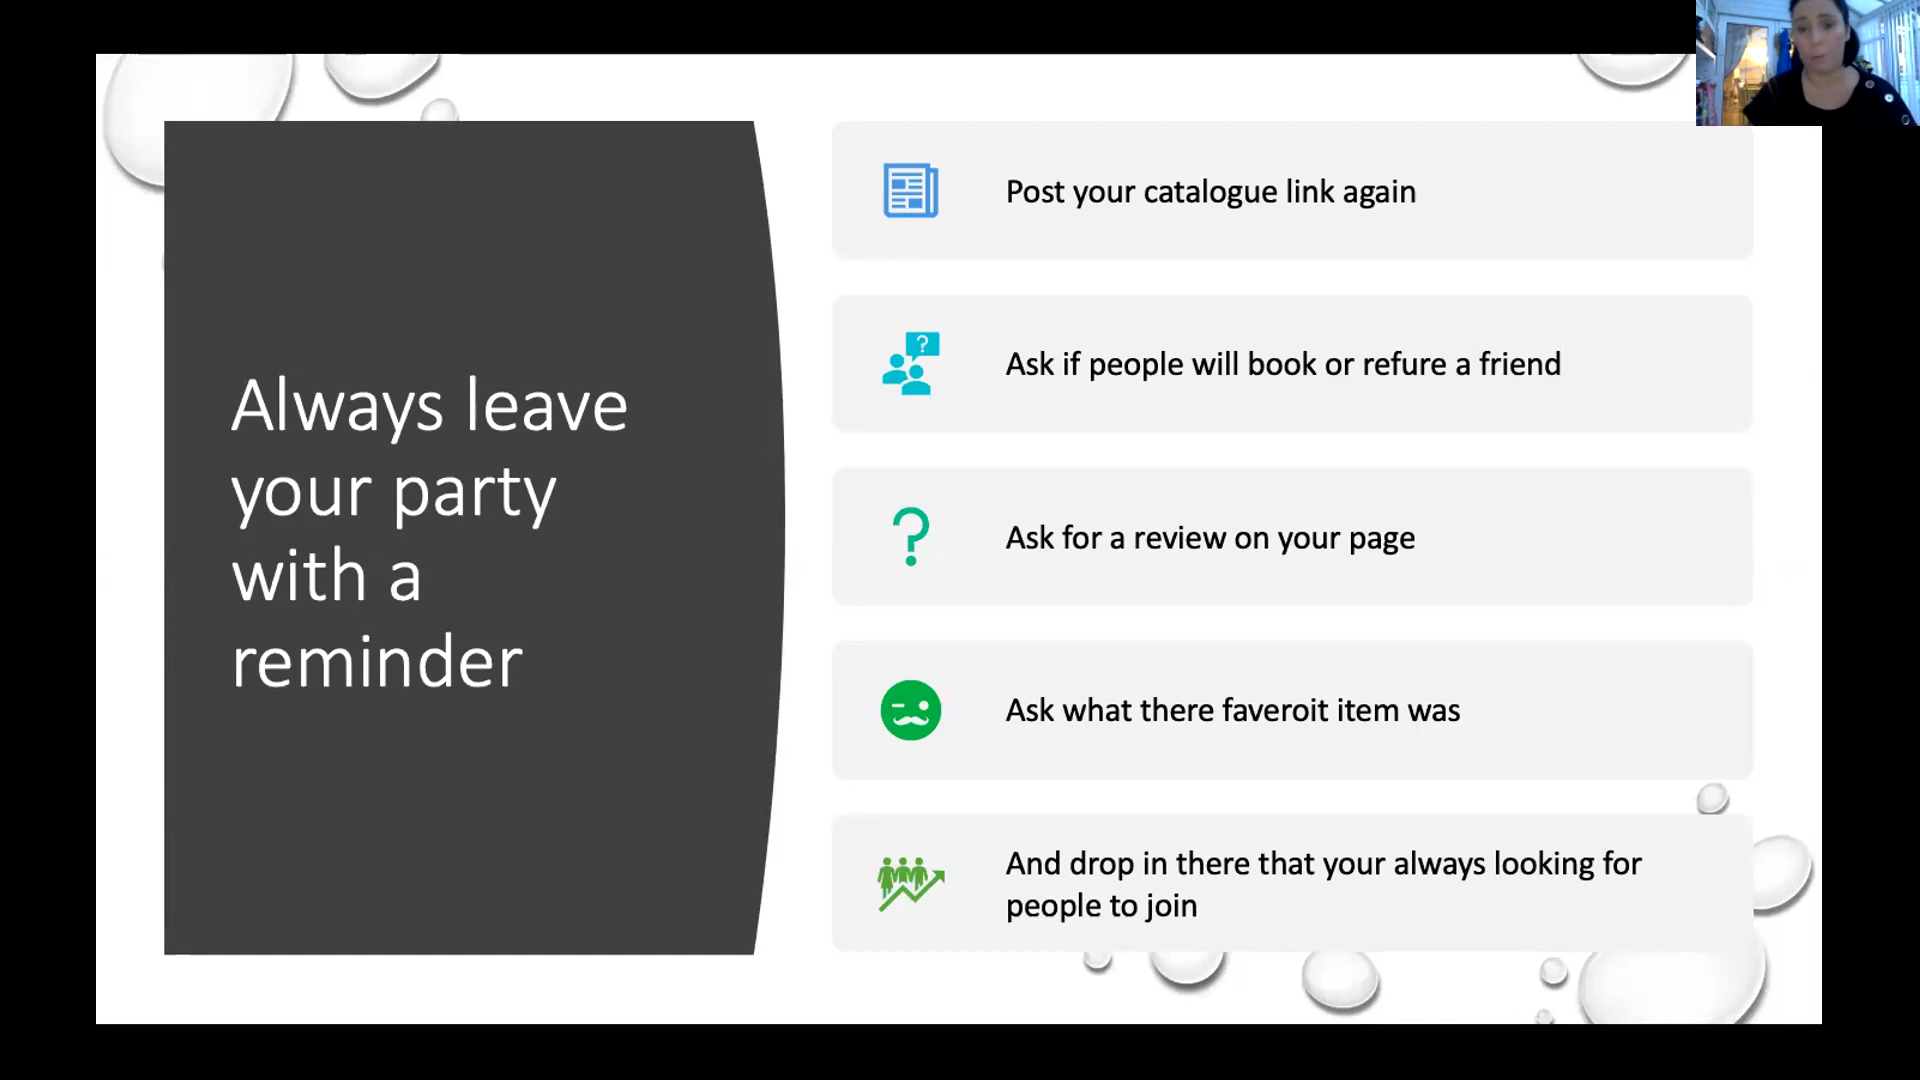 Always leave
your party
with a
reminder
Post your catalogue link again
Ask if people will book or refure a friend
Ask for a review on your page
Ask what there faveroit item was
And drop in there that your always looking for
people to join